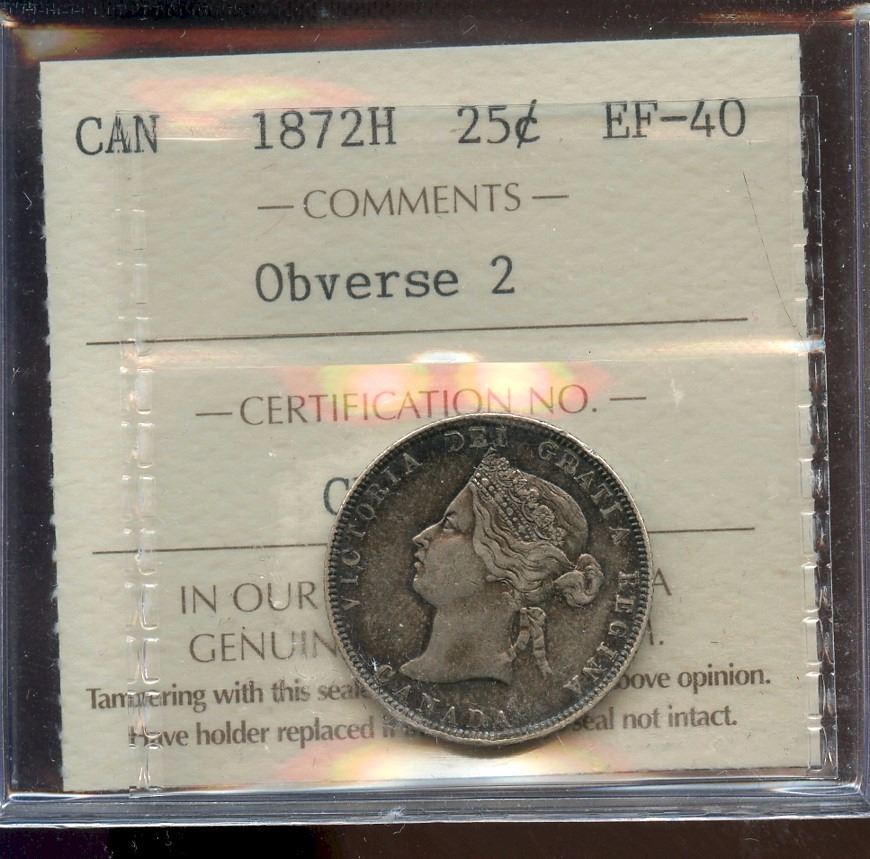 CAN 1872H 25¢ EF-40
— COMMENTS —
Obverse 2
— CERTIFICATION NO. —
C
IN OUR A
GENUIN .
Tampering with this seal above opinion.
Have holder replaced if seal not intact.
VICTORIA DEI GRATIA REGINA
CANADA